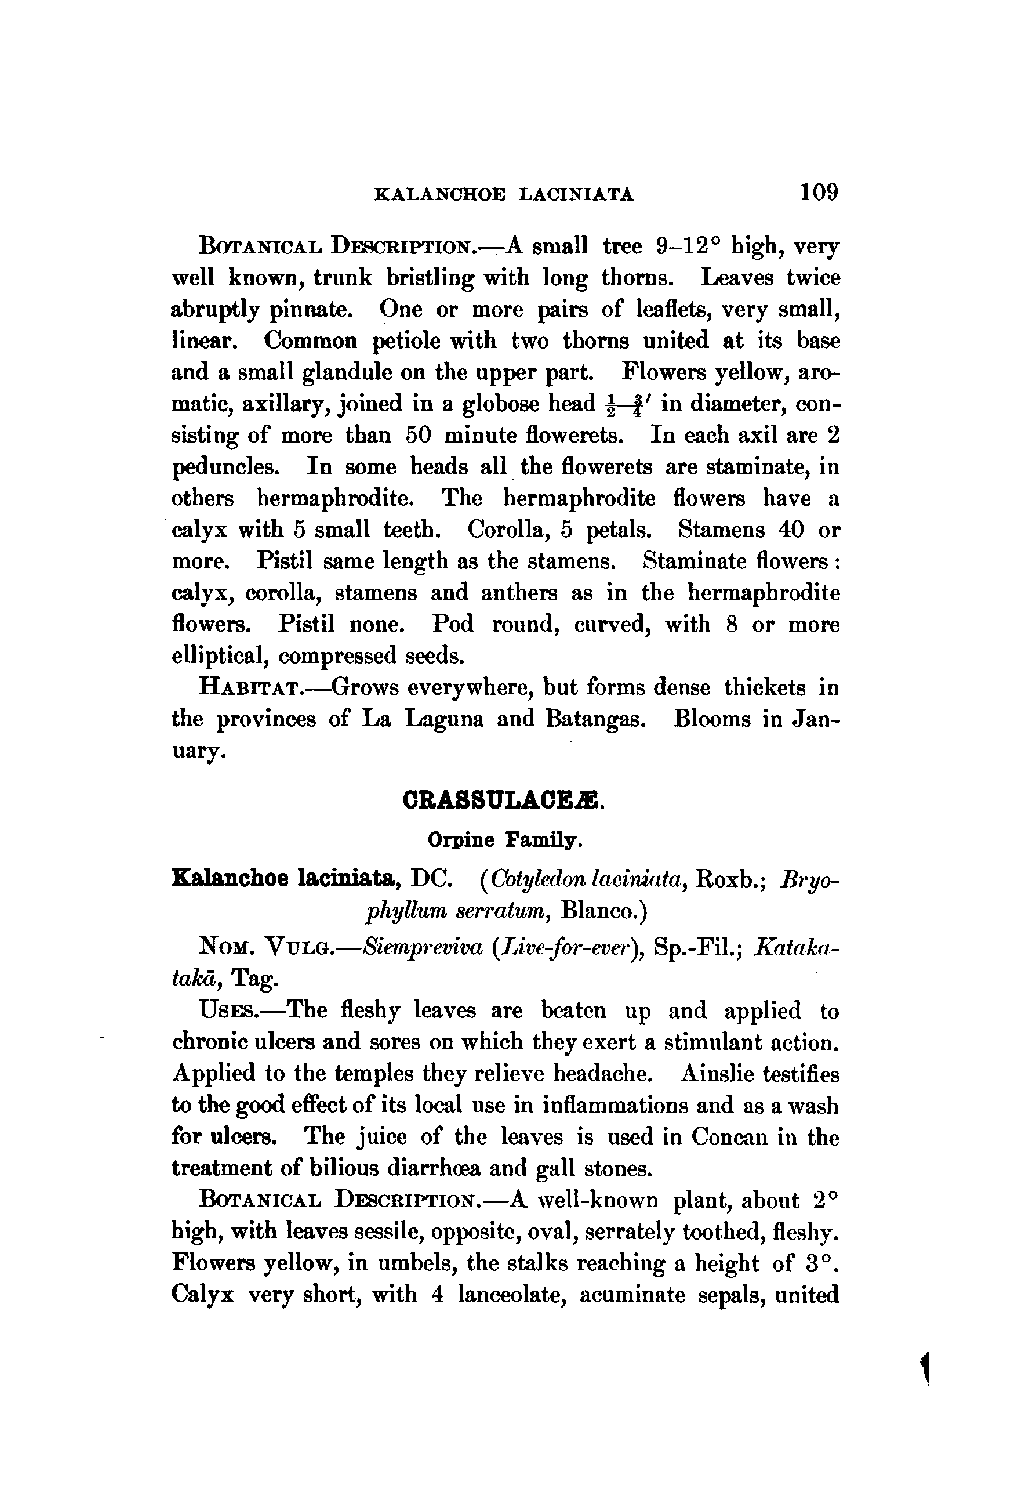 KALANCHOE LACINIATA 109
BOTANICAL DESCRIPTION.—A small tree 9–12° high, very
well known, trunk bristling with long thorns. Leaves twice
abruptly pinnate. One or more pairs of leaflets, very small,
linear. Common petiole with two thorns united at its base
and a small glandule on the upper part. Flowers yellow, aro-
matic, axillary, joined in a globose head ½–¾′ in diameter, con-
sisting of more than 50 minute flowerets. In each axil are 2
peduncles. In some heads all the flowerets are staminate, in
others hermaphrodite. The hermaphrodite flowers have a
calyx with 5 small teeth. Corolla, 5 petals. Stamens 40 or
more. Pistil same length as the stamens. Staminate flowers:
calyx, corolla, stamens and anthers as in the hermaphrodite
flowers. Pistil none. Pod round, curved, with 8 or more
elliptical, compressed seeds.
HABITAT.—Grows everywhere, but forms dense thickets in
the provinces of La Laguna and Batangas. Blooms in Jan-
uary.
CRASSULACEÆ.
Orpine Family.
Kalanchoe laciniata, DC. (Cotyledon laciniata, Roxb.; Bryo-
phyllum serratum, Blanco.)
NOM. VULG.—Siempreviva (Live-for-ever), Sp.-Fil.; Kataka-
takā, Tag.
USES.—The fleshy leaves are beaten up and applied to
chronic ulcers and sores on which they exert a stimulant action.
Applied to the temples they relieve headache. Ainslie testifies
to the good effect of its local use in inflammations and as a wash
for ulcers. The juice of the leaves is used in Concan in the
treatment of bilious diarrhœa and gall stones.
BOTANICAL DESCRIPTION.—A well-known plant, about 2°
high, with leaves sessile, opposite, oval, serrately toothed, fleshy.
Flowers yellow, in umbels, the stalks reaching a height of 3°.
Calyx very short, with 4 lanceolate, acuminate sepals, united